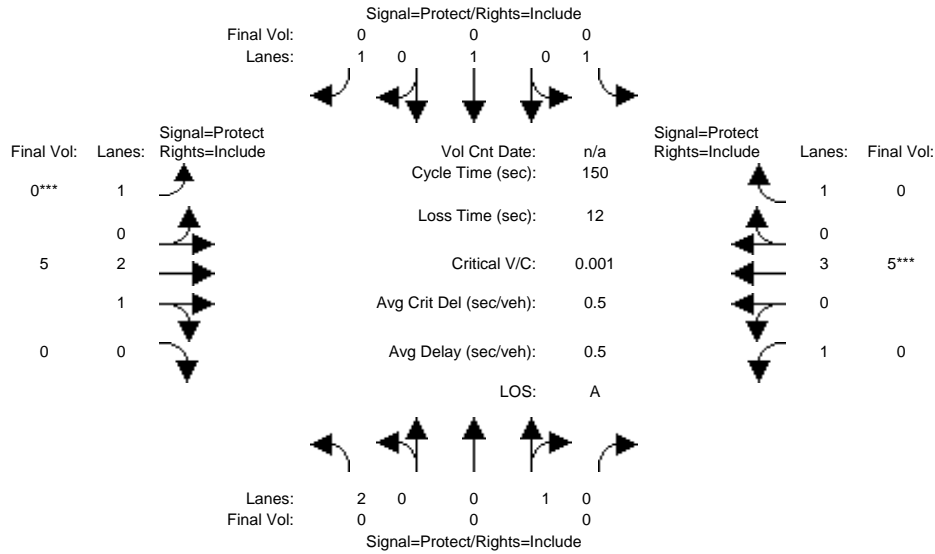 Signal=Protect/Rights=Include
Final Vol: 0 0 0
Lanes: 1 0 1 0 1
Signal=Protect
Final Vol: Lanes: Rights=Include
Vol Cnt Date: n/a
Signal=Protect
Rights=Include Lanes: Final Vol:
Cycle Time (sec): 150
0*** 1
1 0
Loss Time (sec): 12
0
0
5 2
Critical V/C: 0.001
3 5***
1
Avg Crit Del (sec/veh): 0.5
0
0 0
Avg Delay (sec/veh): 0.5
1 0
LOS: A
Lanes: 2 0 0 1 0
Final Vol: 0 0 0
Signal=Protect/Rights=Include